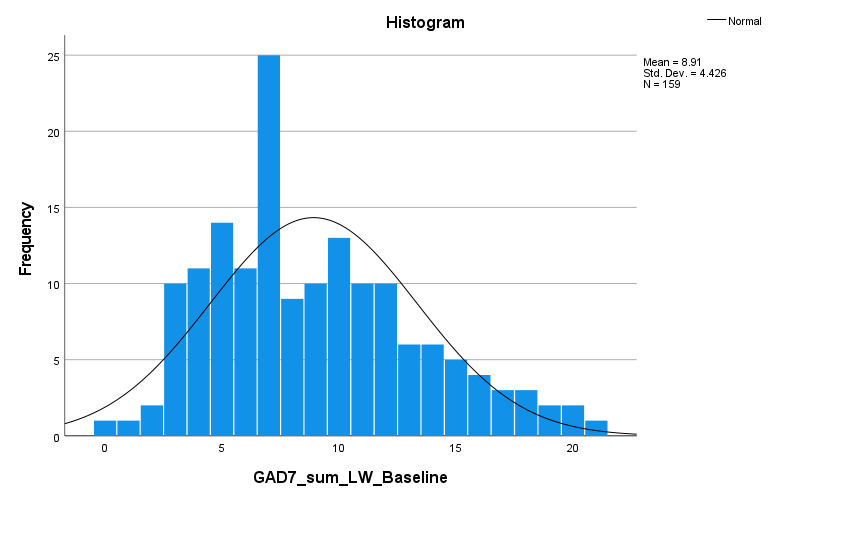 Histogram
Normal
Mean = 8.91
Std. Dev. = 4.426
N = 159
25
20
15
10
5
0
Frequency
0 5 10 15 20
GAD7_sum_LW_Baseline